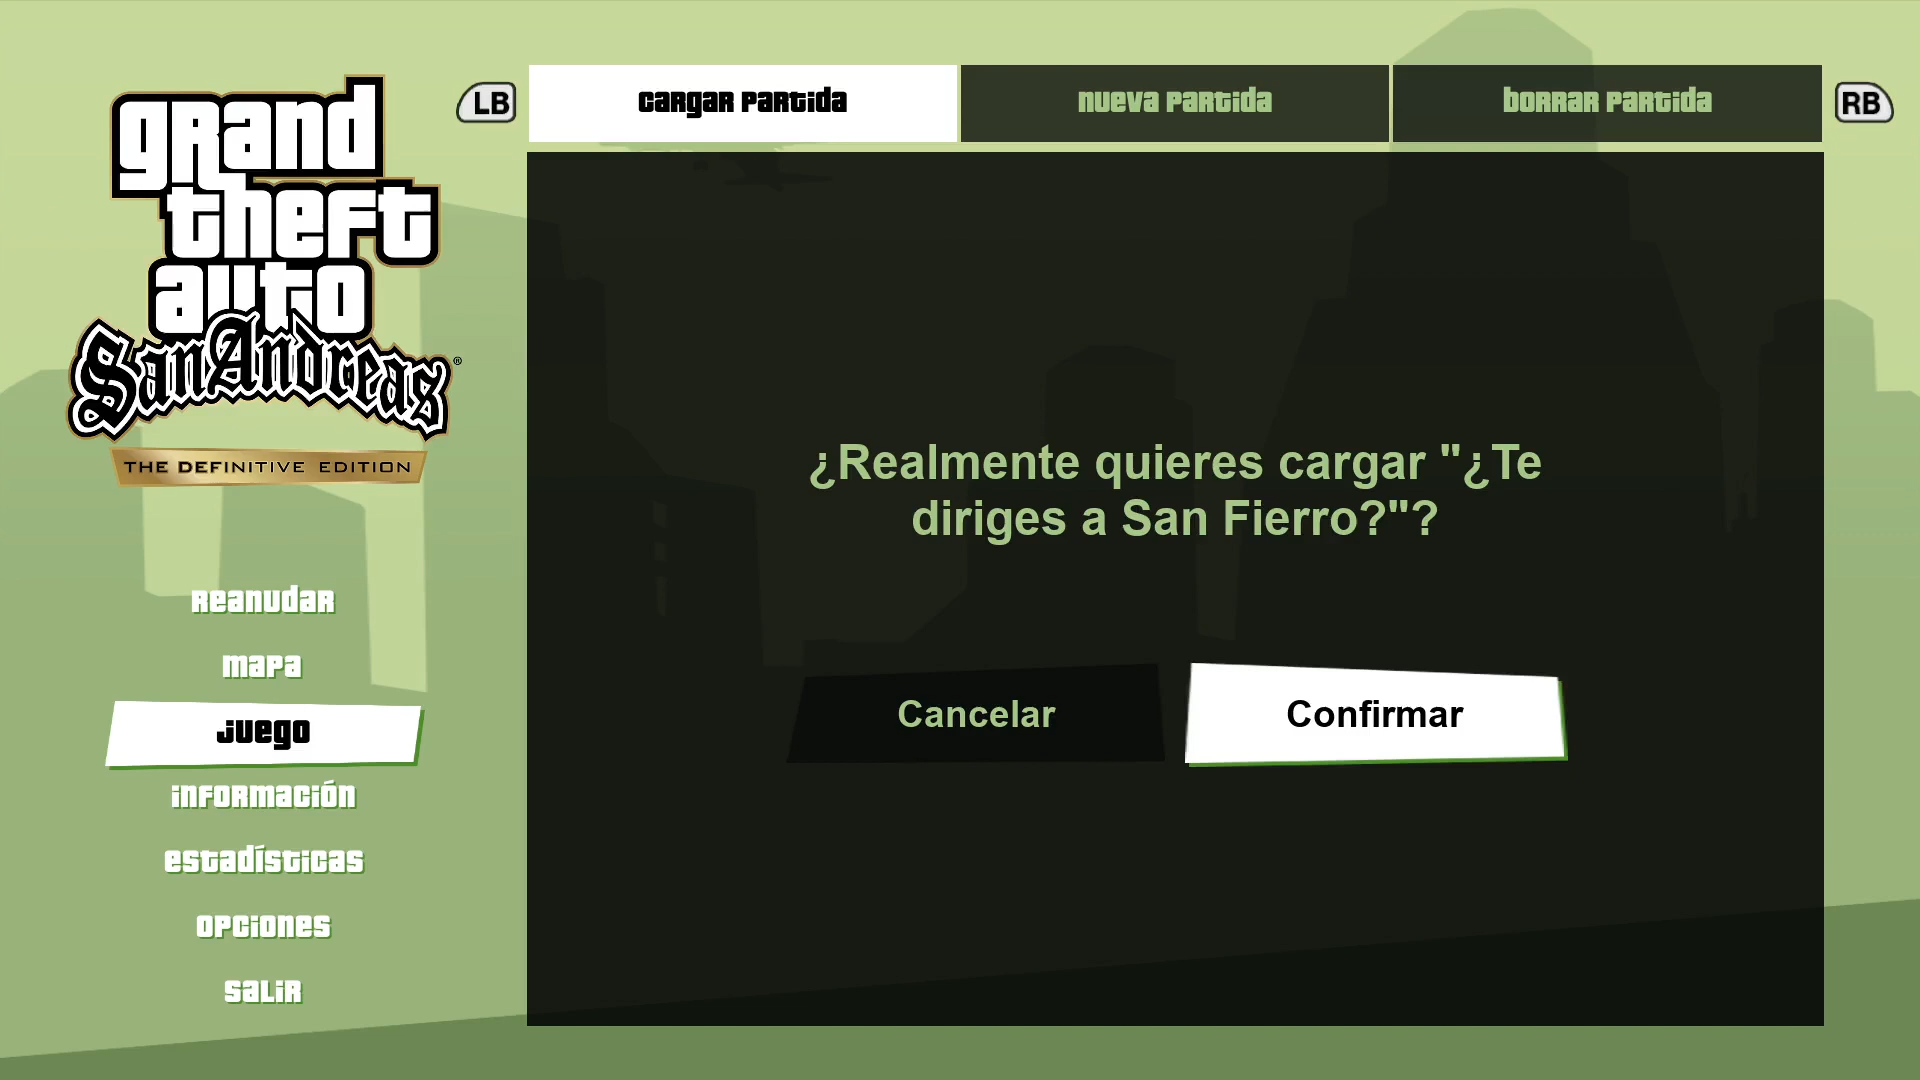 grand
theft
auto
San Andreas®
THE DEFINITIVE EDITION
LB
cargar partida
nueva partida
borrar partida
RB
¿Realmente quieres cargar "¿Te
diriges a San Fierro?"?
Cancelar
Confirmar
reanudar
mapa
juego
información
estadísticas
opciones
salir